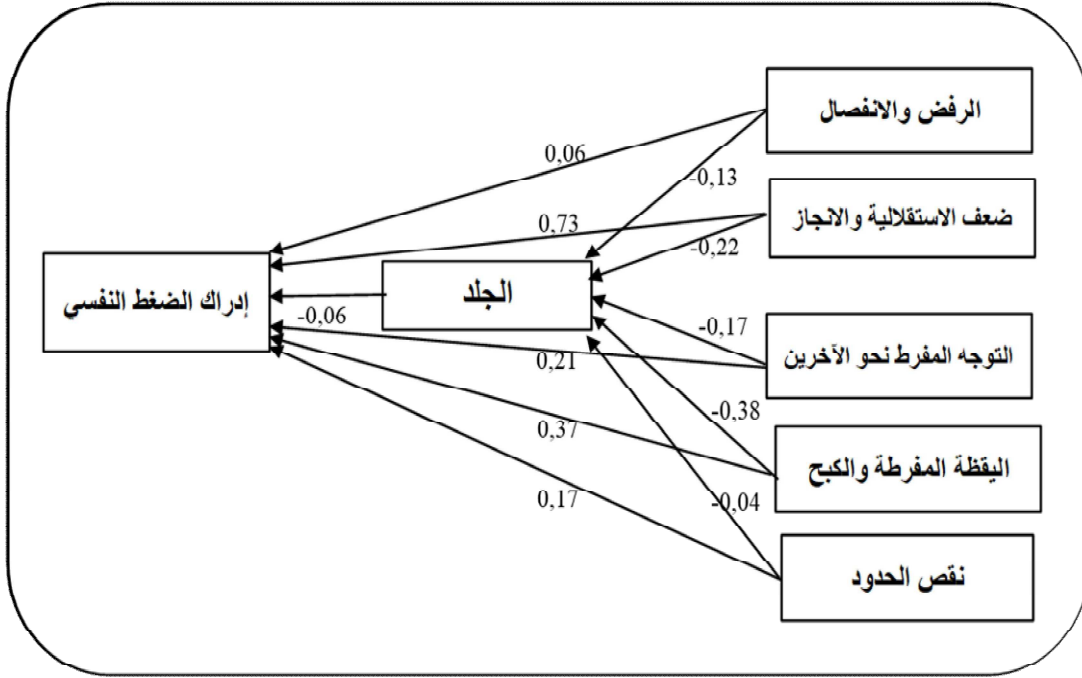 الرفض والانفصال
0,06
-0,13
ضعف الاستقلالية والانجاز
0,73
-0,22
إدراك الضغط النفسي
الجلد
-0,06
-0,17
التوجه المفرط نحو الآخرين
0,21
-0,38
0,37
اليقظة المفرطة والكبح
0,17
-0,04
نقص الحدود